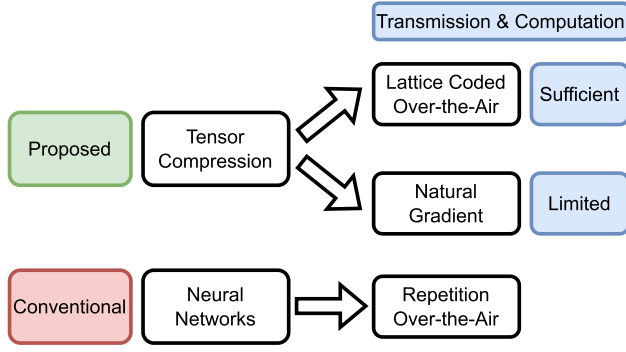 Transmission & Computation
Lattice Coded
Over-the-Air
Sufficient
Proposed
Tensor
Compression
Natural
Gradient
Limited
Conventional
Neural
Networks
Repetition
Over-the-Air